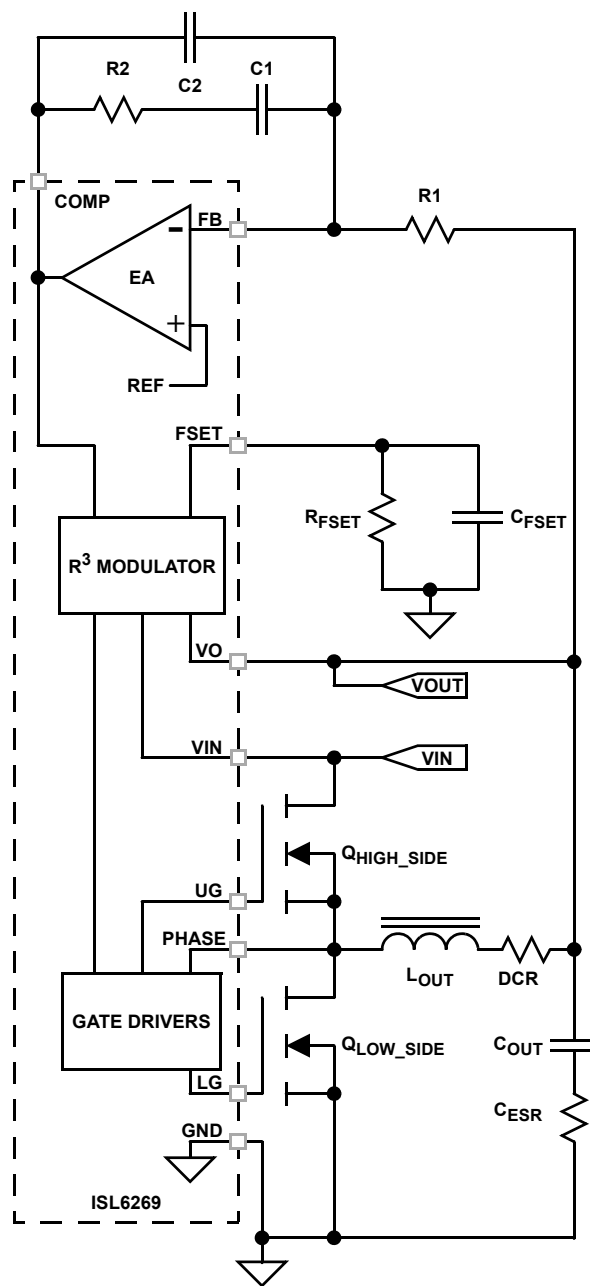 R2
C2
C1
COMP
FB
R1
-
EA
+
REF
FSET
RFSET
CFSET
R3 MODULATOR
VO
VOUT
VIN
VIN
QHIGH_SIDE
UG
PHASE
LOUT
DCR
GATE DRIVERS
QLOW_SIDE
COUT
LG
CESR
GND
ISL6269